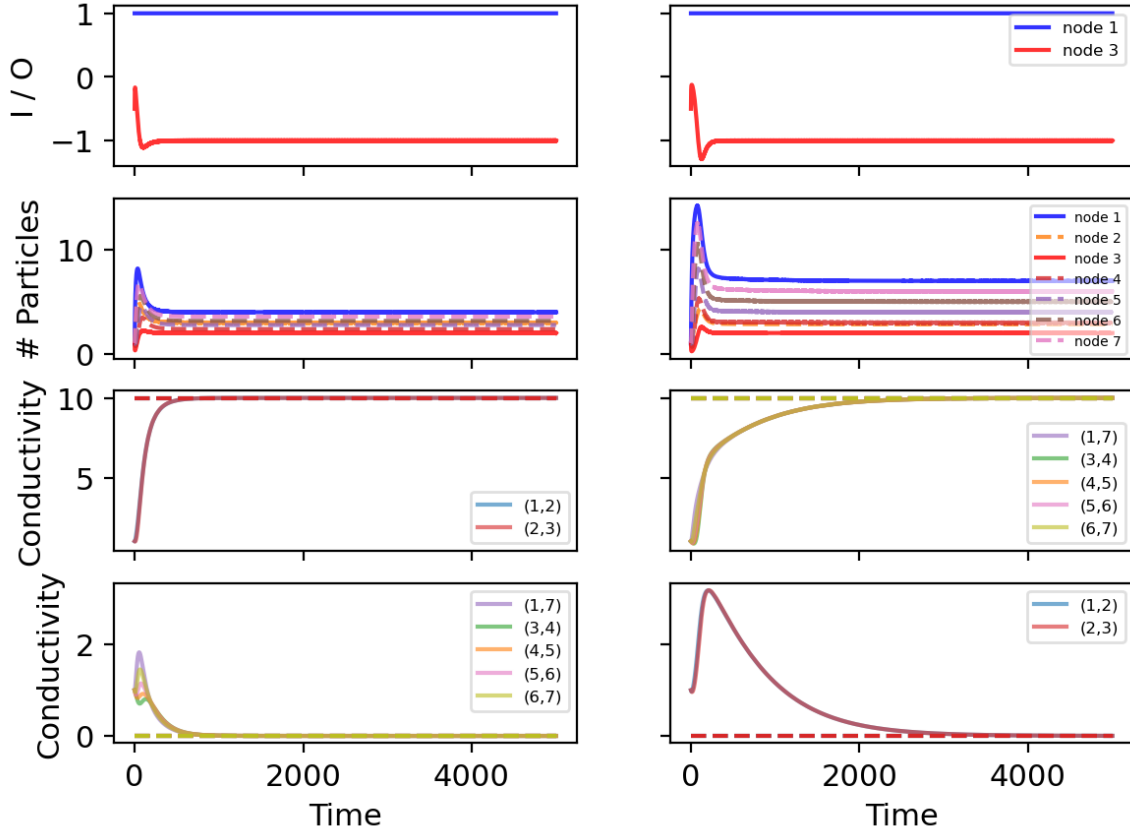 I / O
1
0
−1
node 1
node 3
# Particles
10
0
node 1
node 2
node 3
node 4
node 5
node 6
node 7
Conductivity
10
5
(1,2)
(2,3)
(1,7)
(3,4)
(4,5)
(5,6)
(6,7)
Conductivity
2
0
(1,7)
(3,4)
(4,5)
(5,6)
(6,7)
(1,2)
(2,3)
0
2000
4000
0
2000
4000
Time
Time